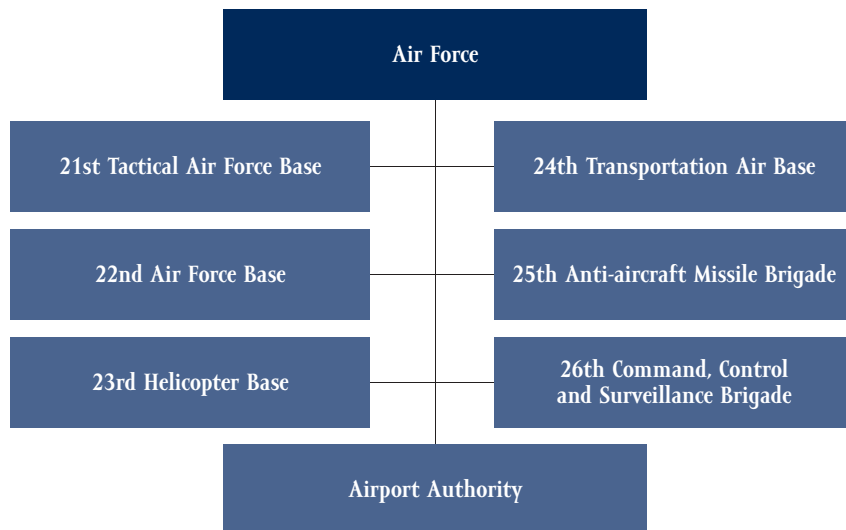 Air Force
21st Tactical Air Force Base
24th Transportation Air Base
22nd Air Force Base
25th Anti-aircraft Missile Brigade
23rd Helicopter Base
26th Command, Control
and Surveillance Brigade
Airport Authority